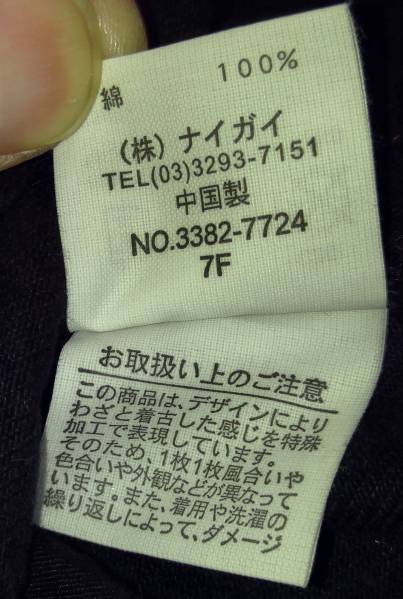 綿 100%
(株) ナイガイ
TEL(03)3293-7151
中国製
NO.3382-7724
7F
お取扱い上のご注意
この商品は、デザインにより
わざと着古した感じを特殊
加工で表現しています。
そのため、1枚1枚風合いや
色合いや外観などが異なって
います。また、着用や洗濯の
繰り返しによって、ダメージ